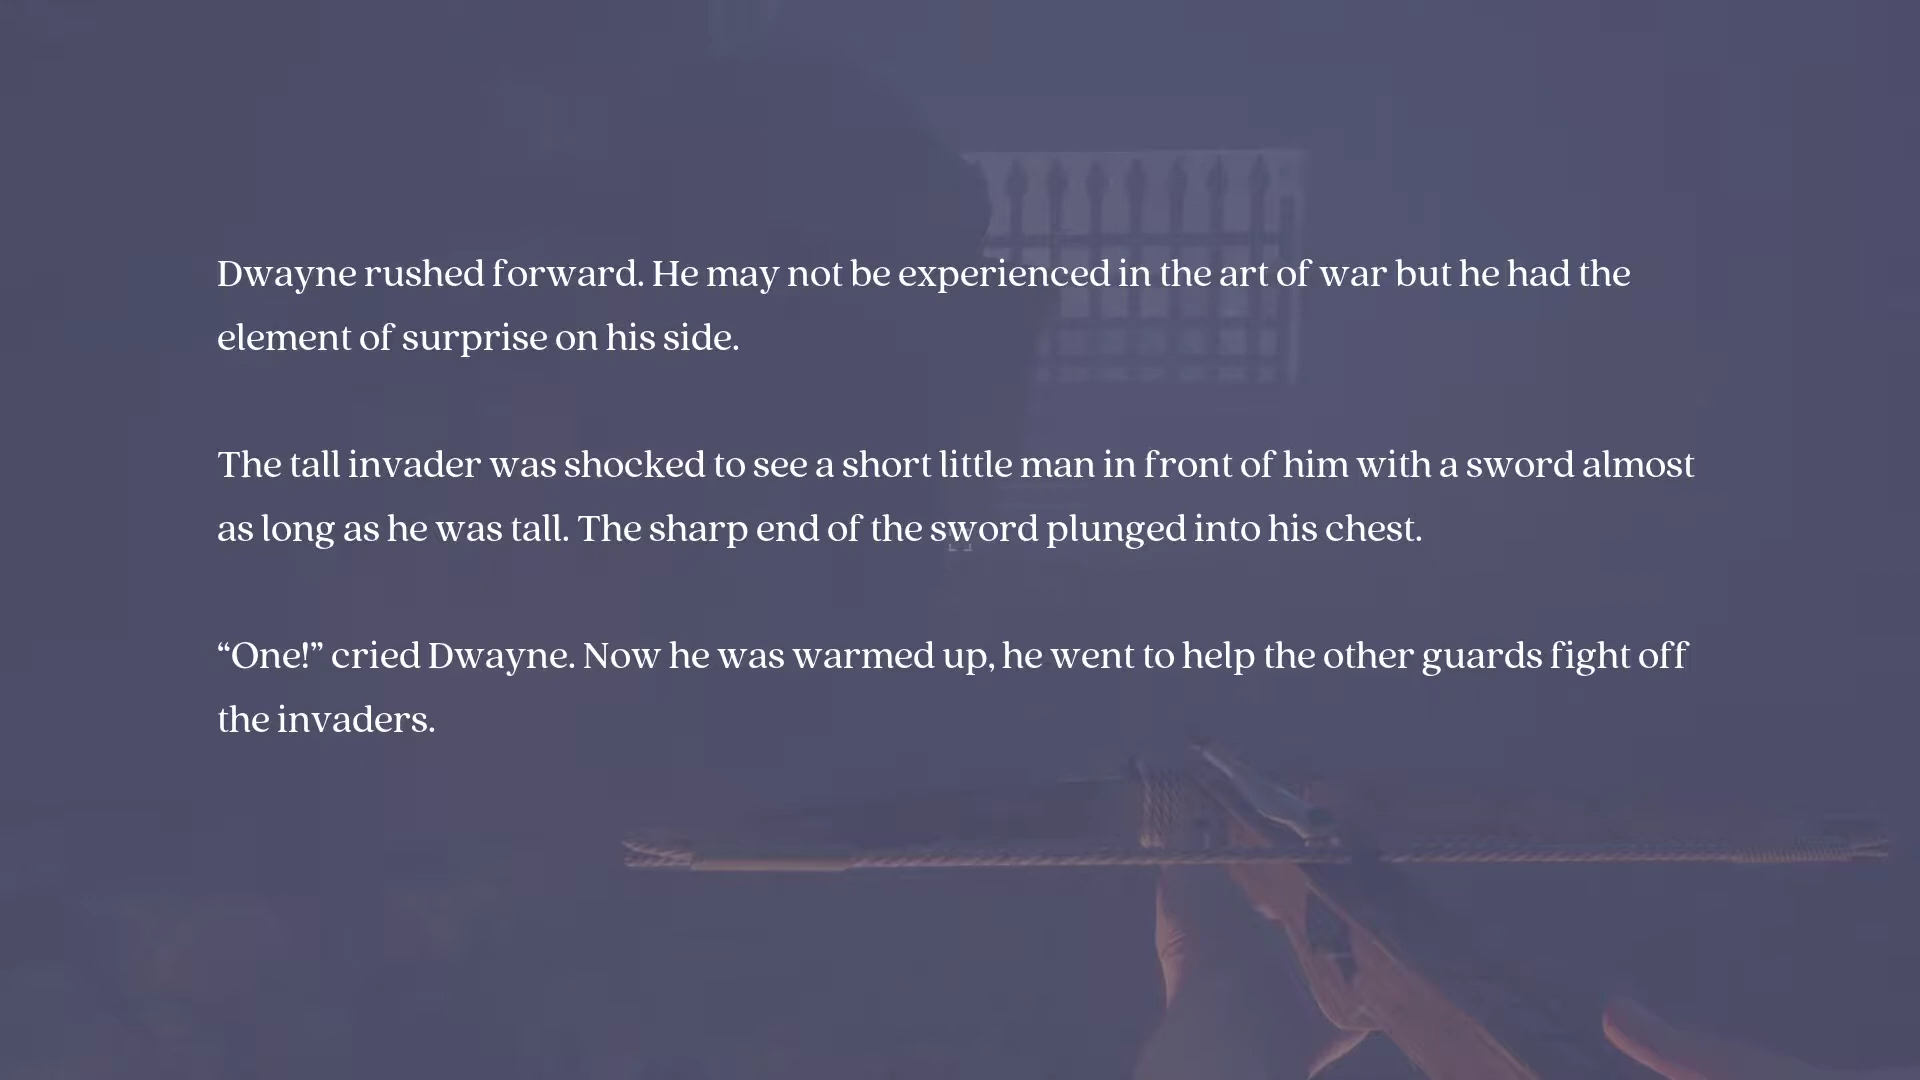 Dwayne rushed forward. He may not be experienced in the art of war but he had the
element of surprise on his side.
The tall invader was shocked to see a short little man in front of him with a sword almost
as long as he was tall. The sharp end of the sword plunged into his chest.
“One!” cried Dwayne. Now he was warmed up, he went to help the other guards fight off
the invaders.